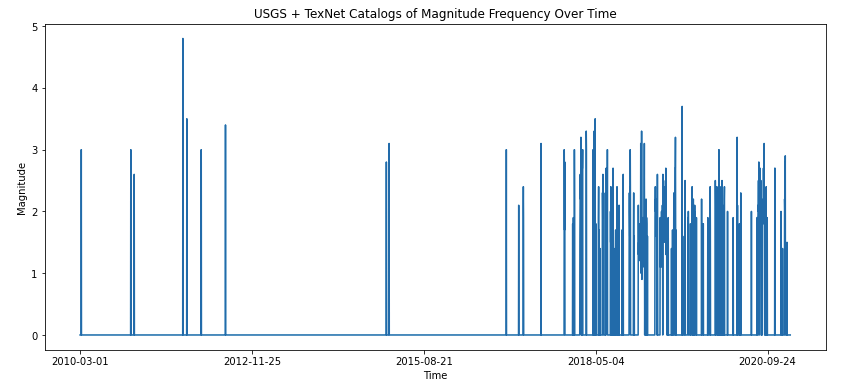 USGS + TexNet Catalogs of Magnitude Frequency Over Time
5
4
3
2
1
0
Magnitude
2010-03-01 2012-11-25 2015-08-21 2018-05-04 2020-09-24
Time